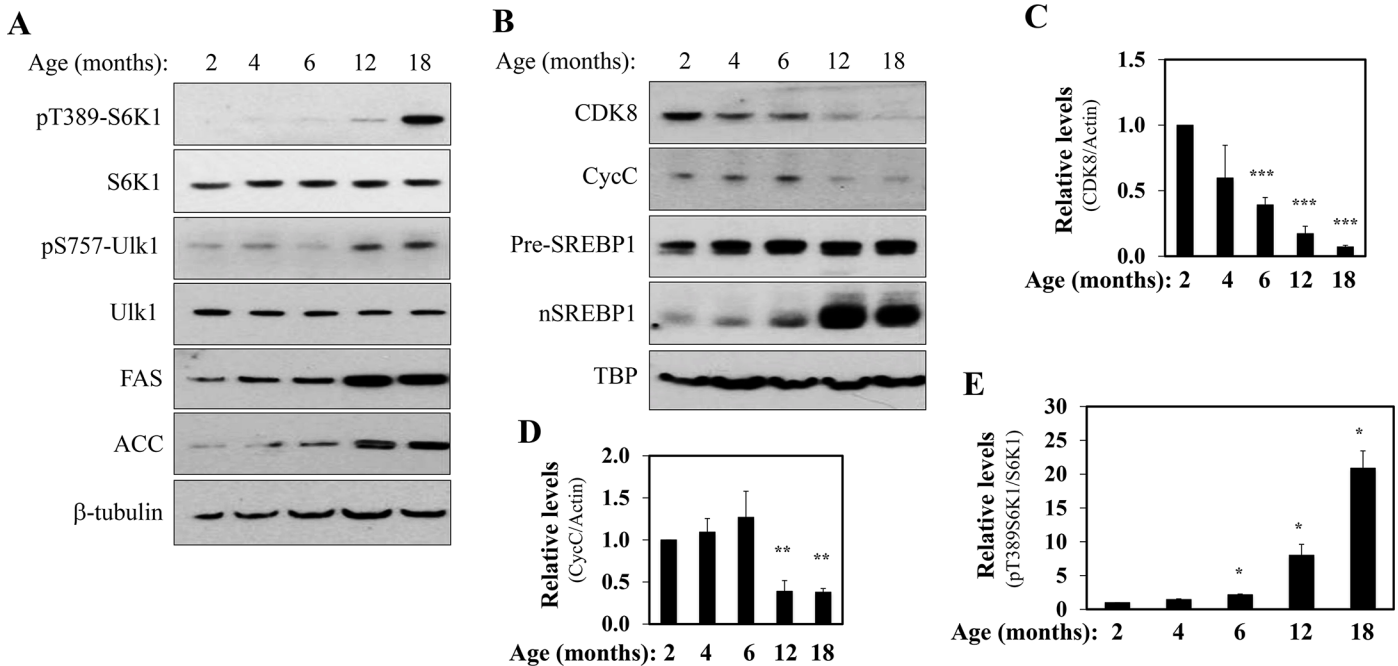 A
Age (months): 2 4 6 12 18
pT389-S6K1
S6K1
pS757-Ulk1
Ulk1
FAS
ACC
β-tubulin
B
Age (months): 2 4 6 12 18
CDK8
CycC
Pre-SREBP1
nSREBP1
TBP
C
Relative levels
(CDK8/Actin)
1.5
1.0
0.5
0.0
***
***
***
Age (months): 2 4 6 12 18
D
Relative levels
(CycC/Actin)
2.0
1.5
1.0
0.5
0.0
**
**
Age (months): 2 4 6 12 18
E
Relative levels
(pT389S6K1/S6K1)
30
25
20
15
10
5
0
*
*
*
Age (months): 2 4 6 12 18